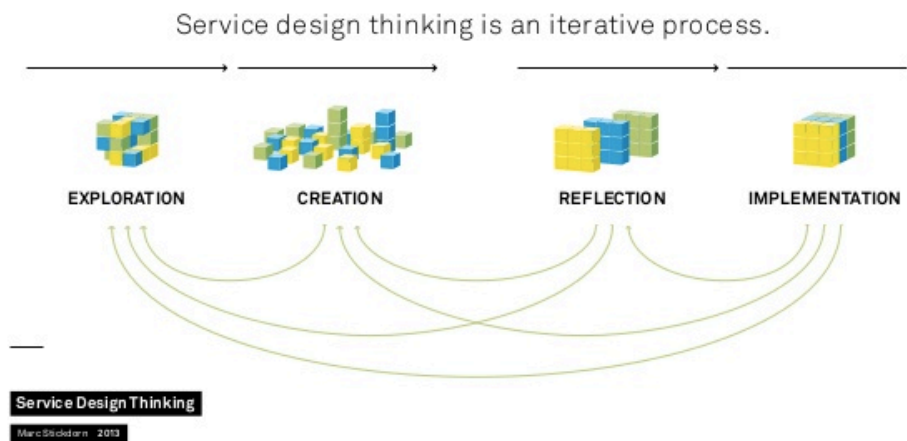 Service design thinking is an iterative process.
EXPLORATION CREATION REFLECTION IMPLEMENTATION
Service Design Thinking
Marc Stickdorn 2013